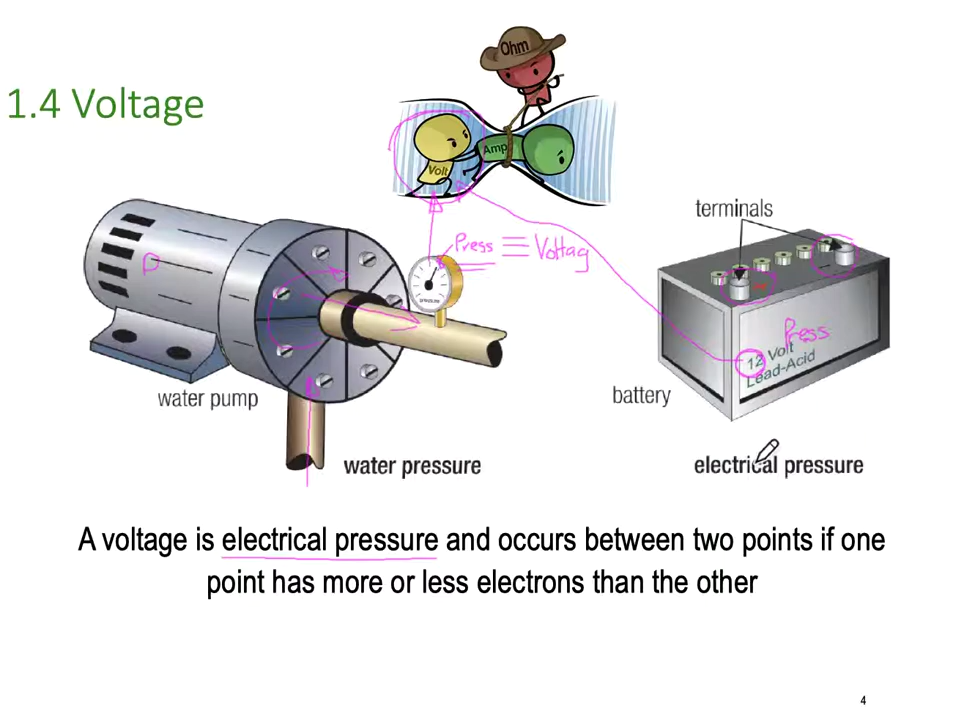 1.4 Voltage
Ohm
Volt
Amp
terminals
Press ≡ Voltag
Press
12 Volt
Lead-Acid
water pump
battery
water pressure
electrical pressure
A voltage is electrical pressure and occurs between two points if one
point has more or less electrons than the other
4